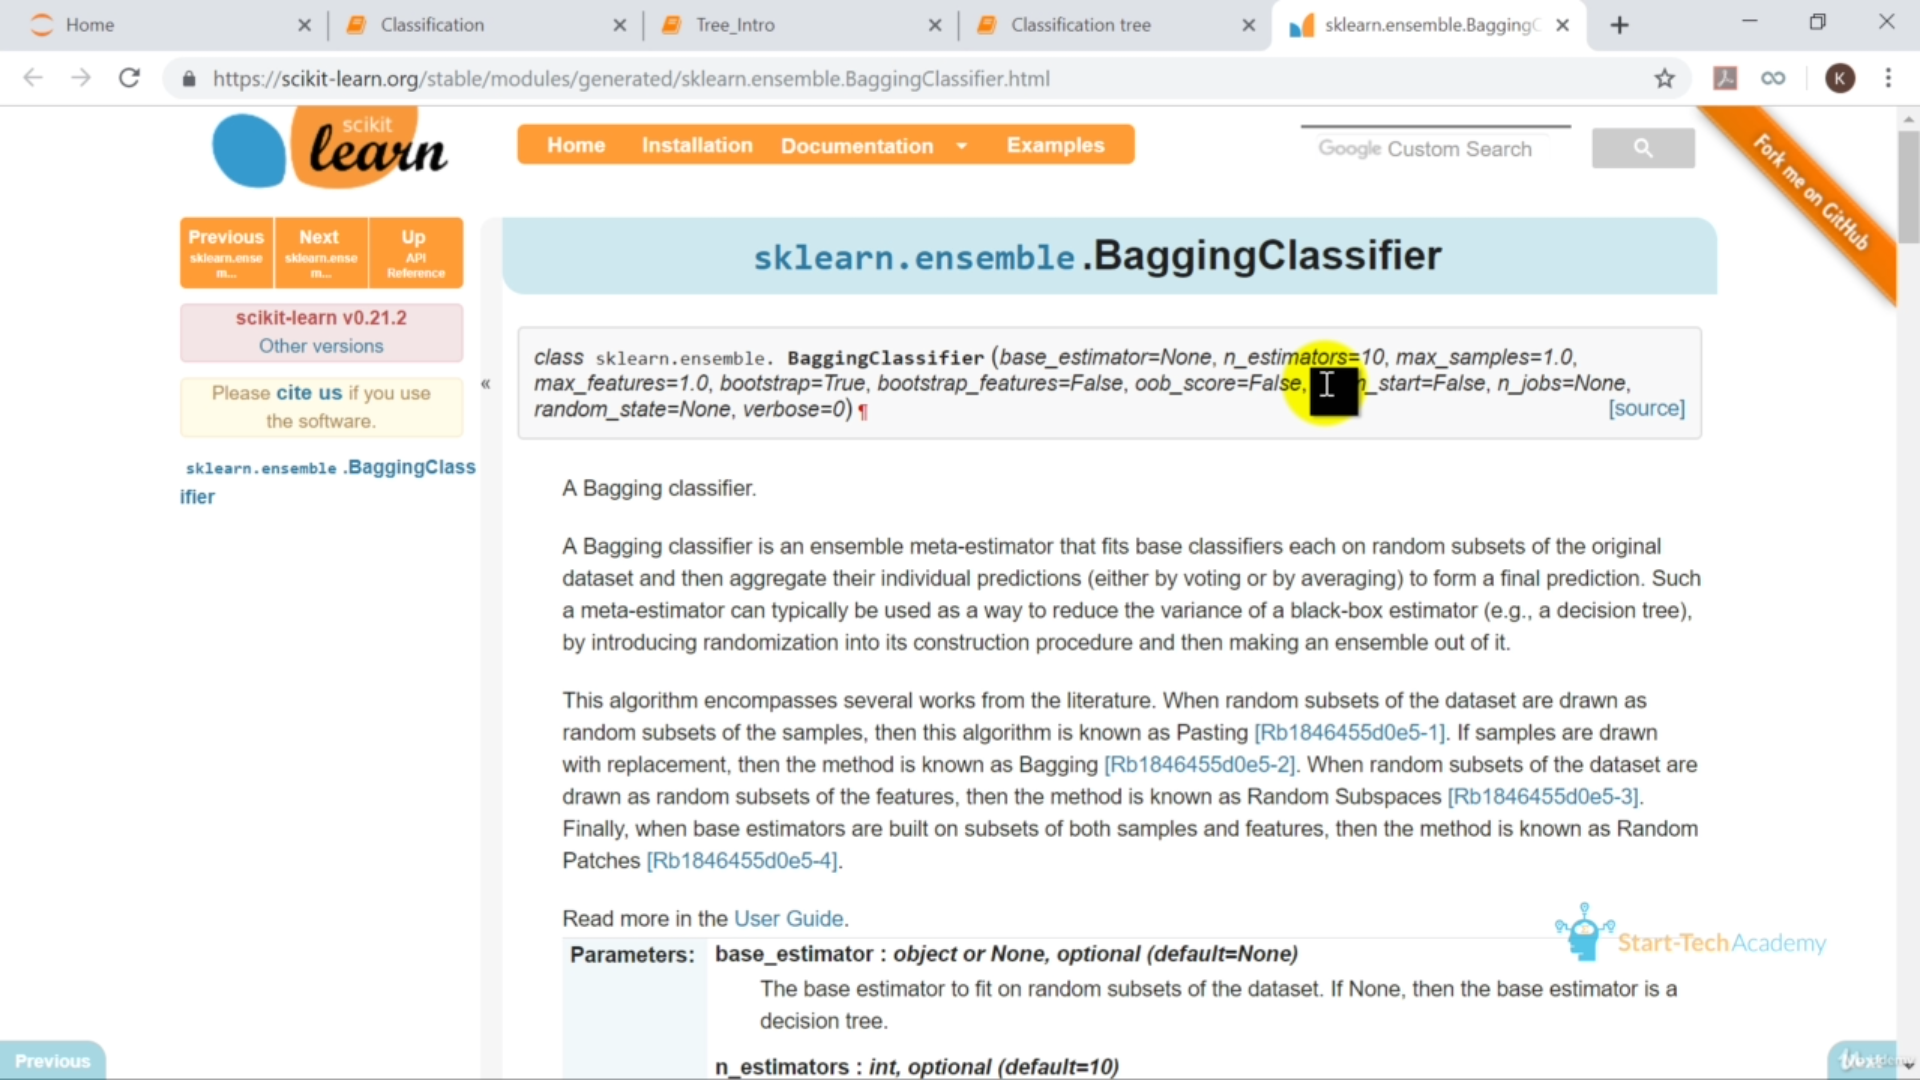 Home
Classification
Tree_Intro
Classification tree
sklearn.ensemble.BaggingC
https://scikit-learn.org/stable/modules/generated/sklearn.ensemble.BaggingClassifier.html
K
scikit
learn
Home Installation Documentation Examples
Google Custom Search
Fork me on GitHub
Previous
sklearn.ense
m...
Next
sklearn.ense
m...
Up
API
Reference
scikit-learn v0.21.2
Other versions
Please cite us if you use
the software.
sklearn.ensemble.BaggingClass
ifier
«
sklearn.ensemble.BaggingClassifier
class sklearn.ensemble. BaggingClassifier (base_estimator=None, n_estimators=10, max_samples=1.0,
max_features=1.0, bootstrap=True, bootstrap_features=False, oob_score=False, _start=False, n_jobs=None,
random_state=None, verbose=0) ¶
[source]
A Bagging classifier.
A Bagging classifier is an ensemble meta-estimator that fits base classifiers each on random subsets of the original
dataset and then aggregate their individual predictions (either by voting or by averaging) to form a final prediction. Such
a meta-estimator can typically be used as a way to reduce the variance of a black-box estimator (e.g., a decision tree),
by introducing randomization into its construction procedure and then making an ensemble out of it.
This algorithm encompasses several works from the literature. When random subsets of the dataset are drawn as
random subsets of the samples, then this algorithm is known as Pasting [Rb1846455d0e5-1]. If samples are drawn
with replacement, then the method is known as Bagging [Rb1846455d0e5-2]. When random subsets of the dataset are
drawn as random subsets of the features, then the method is known as Random Subspaces [Rb1846455d0e5-3].
Finally, when base estimators are built on subsets of both samples and features, then the method is known as Random
Patches [Rb1846455d0e5-4].
Read more in the User Guide.
Start-Tech Academy
Parameters: base_estimator : object or None, optional (default=None)
The base estimator to fit on random subsets of the dataset. If None, then the base estimator is a
decision tree.
n_estimators : int, optional (default=10)
Previous